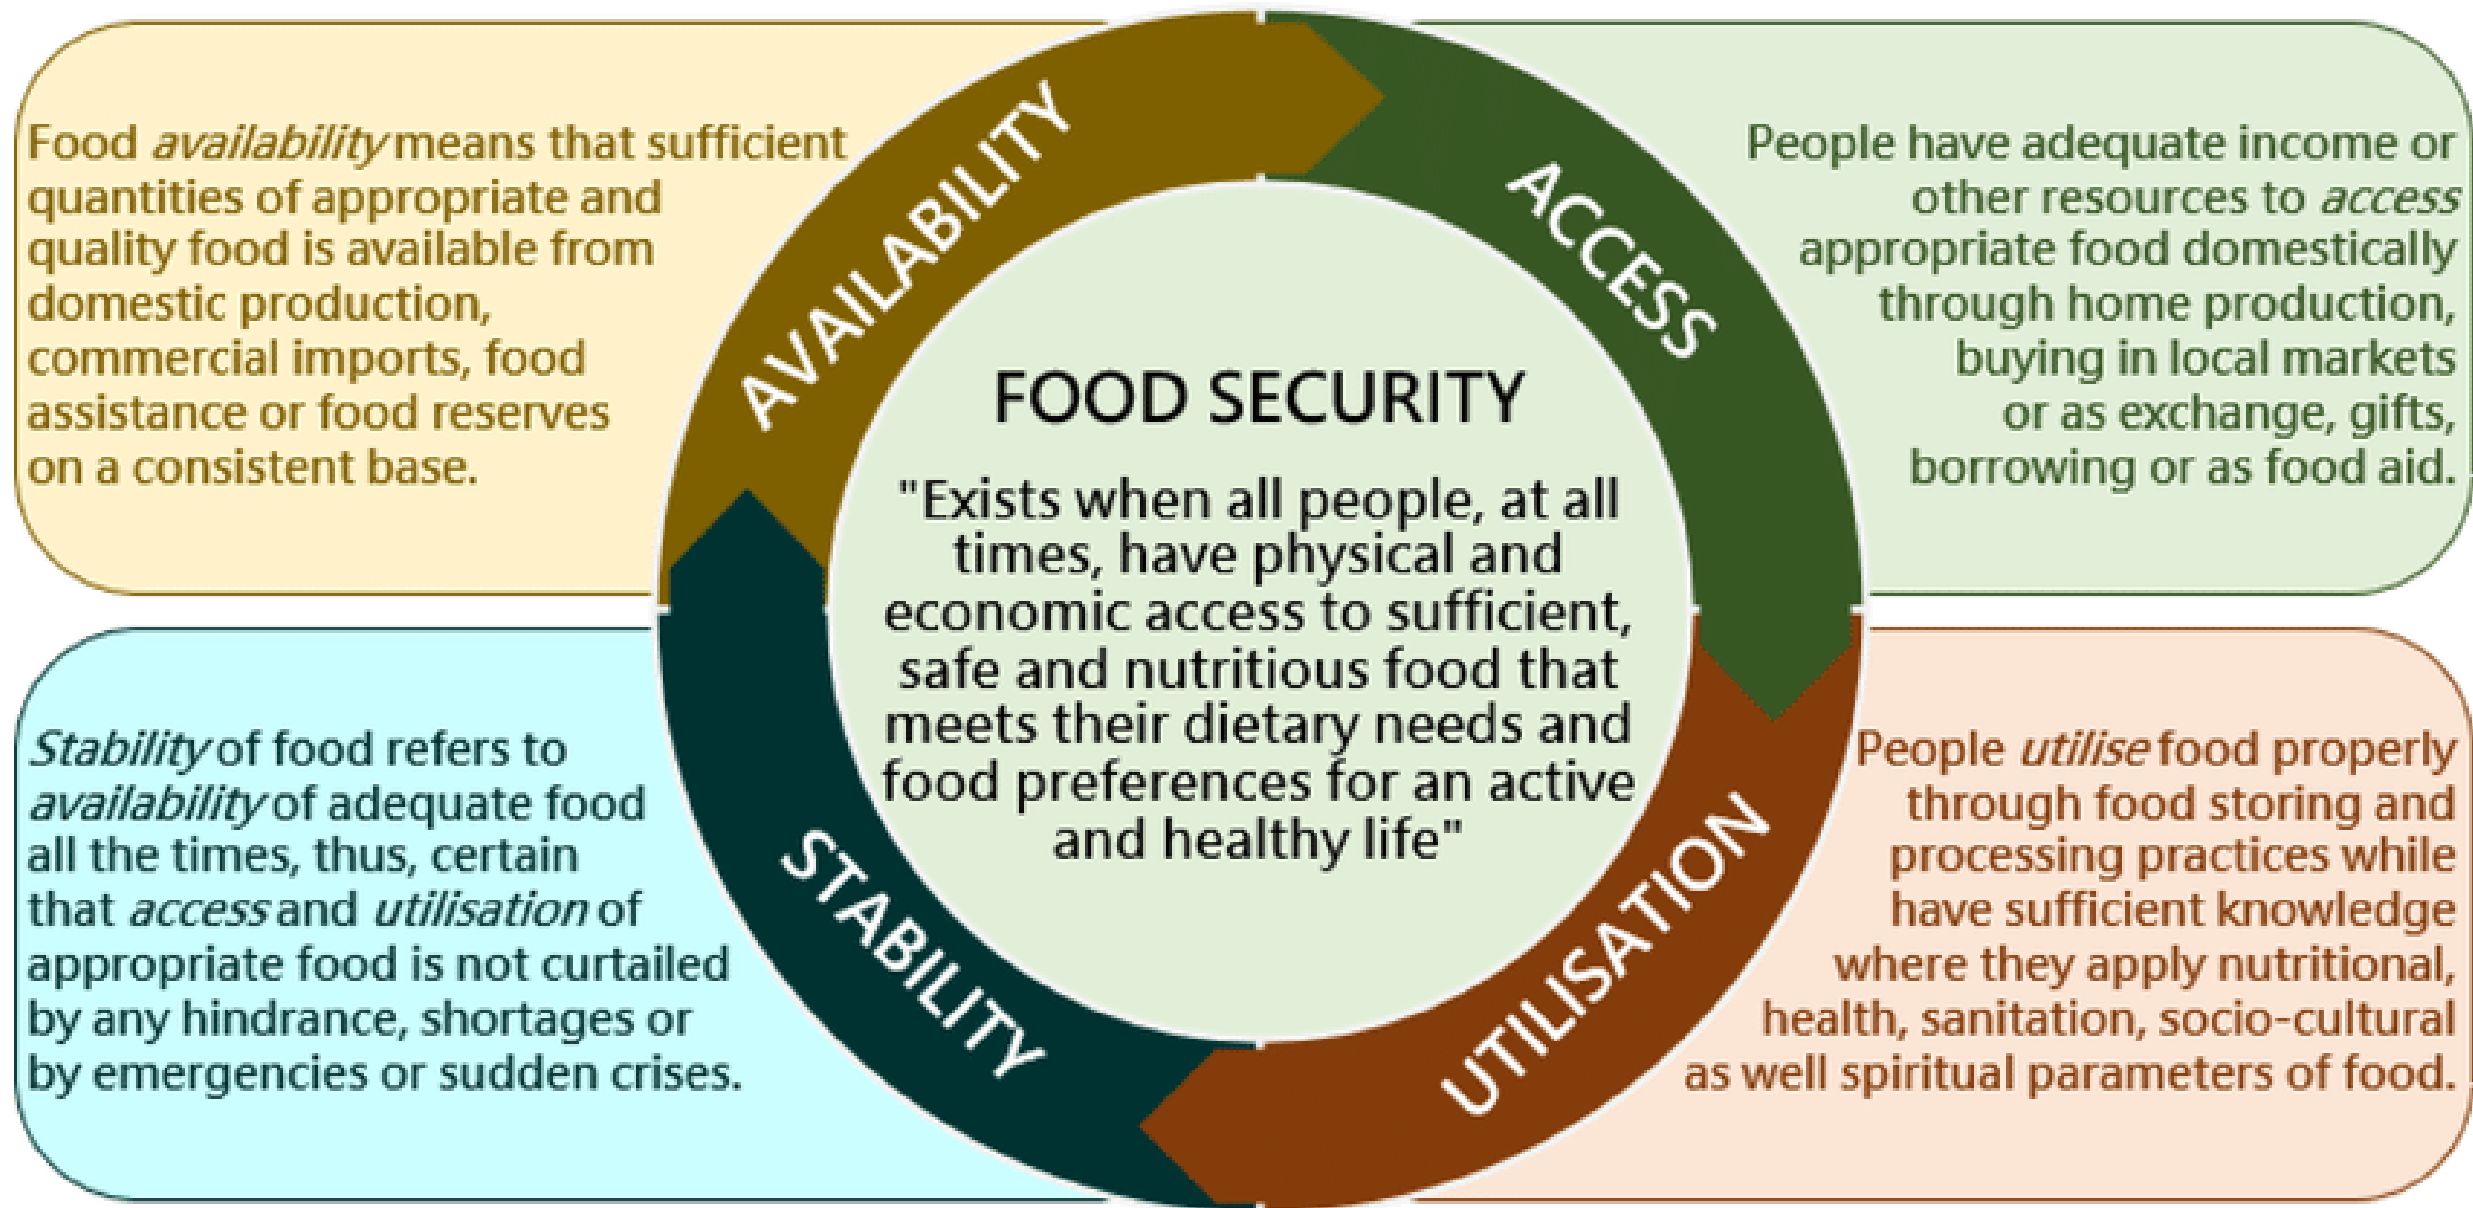 Food availability means that sufficient
quantities of appropriate and
quality food is available from
domestic production,
commercial imports, food
assistance or food reserves
on a consistent base.
AVAILABILITY
ACCESS
People have adequate income or
other resources to access
appropriate food domestically
through home production,
buying in local markets
or as exchange, gifts,
borrowing or as food aid.
FOOD SECURITY
"Exists when all people, at all
times, have physical and
economic access to sufficient,
safe and nutritious food that
meets their dietary needs and
food preferences for an active
and healthy life"
Stability of food refers to
availability of adequate food
all the times, thus, certain
that access and utilisation of
appropriate food is not curtailed
by any hindrance, shortages or
by emergencies or sudden crises.
STABILITY
UTILISATION
People utilise food properly
through food storing and
processing practices while
have sufficient knowledge
where they apply nutritional,
health, sanitation, socio-cultural
as well spiritual parameters of food.